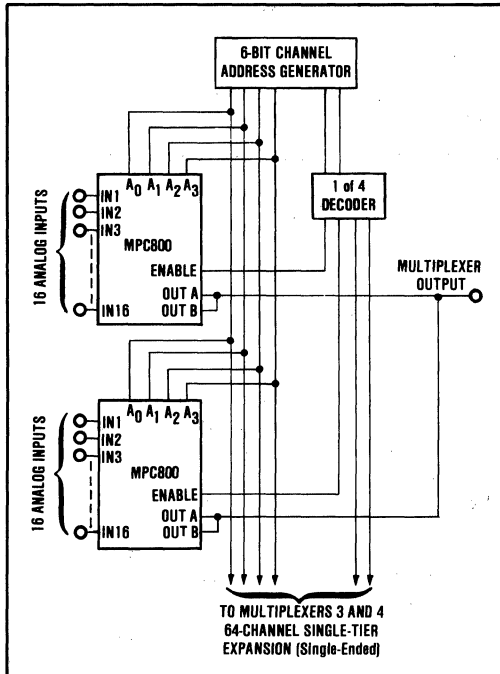 6-BIT CHANNEL
ADDRESS GENERATOR
1 of 4
DECODER
16 ANALOG INPUTS
A0 A1 A2 A3
IN1
IN2
IN3
MPC800
ENABLE
OUT A
OUT B
IN16
MULTIPLEXER
OUTPUT
16 ANALOG INPUTS
A0 A1 A2 A3
IN1
IN2
IN3
MPC800
ENABLE
OUT A
OUT B
IN16
TO MULTIPLEXERS 3 AND 4
64-CHANNEL SINGLE-TIER
EXPANSION (Single-Ended)